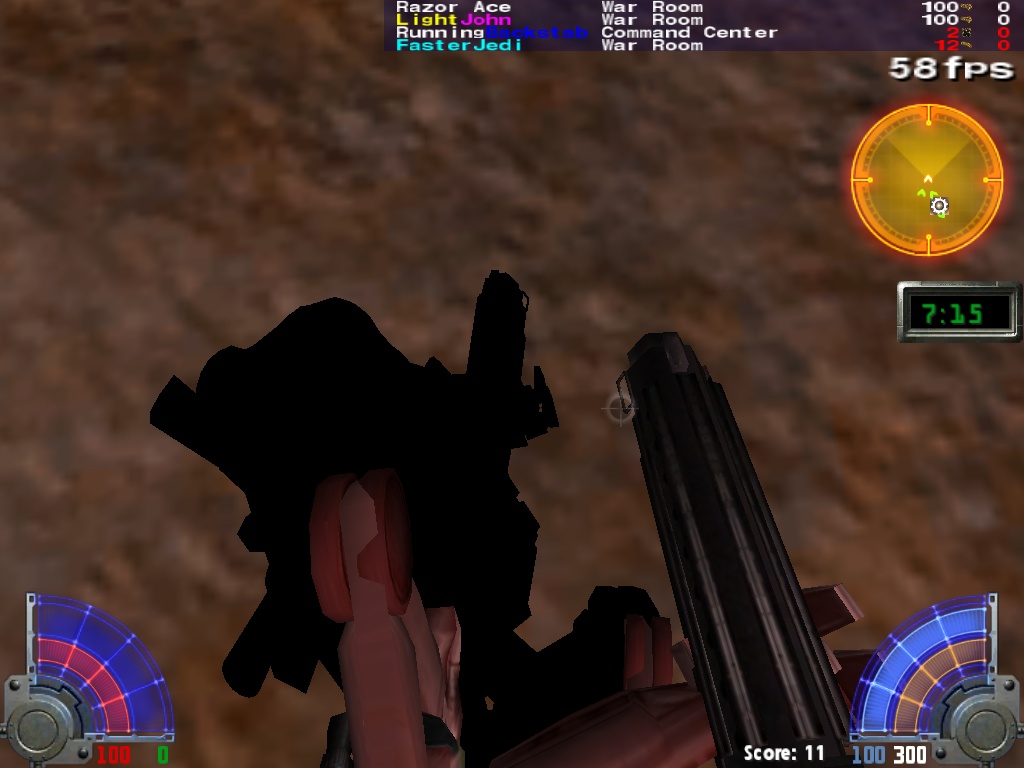 Razor Ace War Room 100 0
LightJohn War Room 100 0
RunningBackstab Command Center 2 0
FasterJedi War Room 12 0
58fps
7:15
100 0
Score: 11 100 300